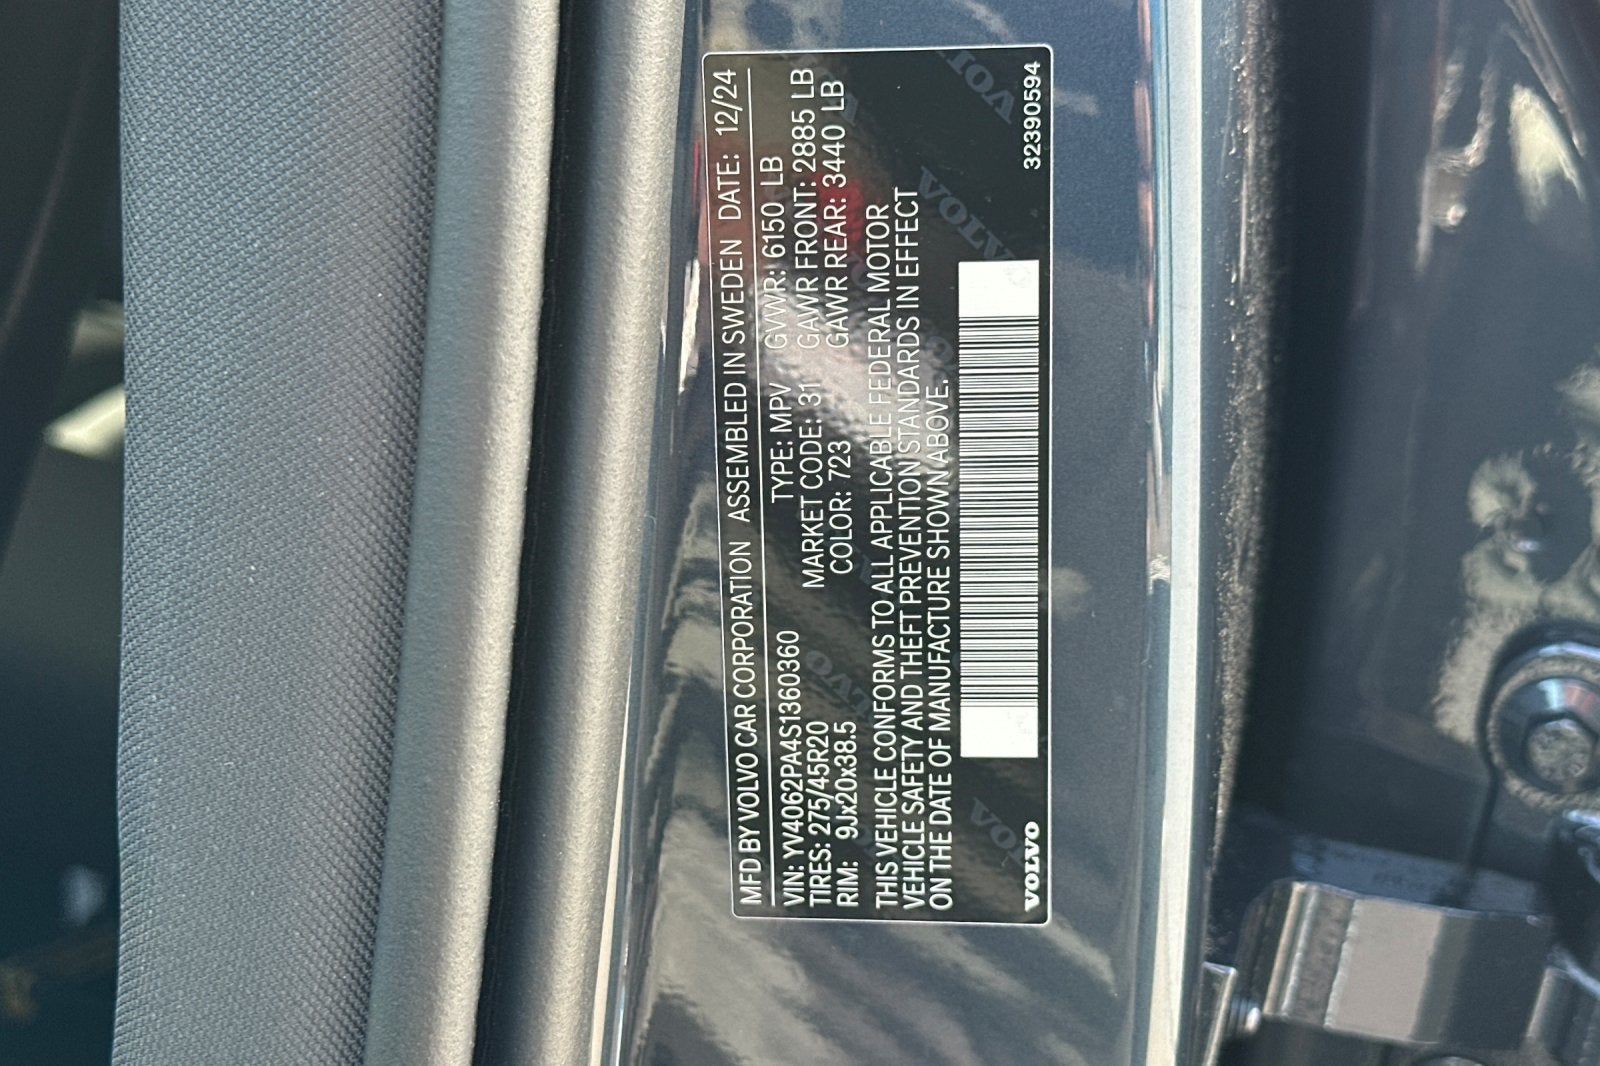 MFD BY VOLVO CAR CORPORATION ASSEMBLED IN SWEDEN DATE: 12/24
VIN: YV4062PA4S1360360 TYPE: MPV GVWR: 6150 LB
TIRES: 275/45R20 MARKET CODE: 31 GAWR FRONT: 2885 LB
RIM: 9Jx20x38.5 COLOR: 723 GAWR REAR: 3440 LB
THIS VEHICLE CONFORMS TO ALL APPLICABLE FEDERAL MOTOR
VEHICLE SAFETY AND THEFT PREVENTION STANDARDS IN EFFECT
ON THE DATE OF MANUFACTURE SHOWN ABOVE.
VOLVO 32390594